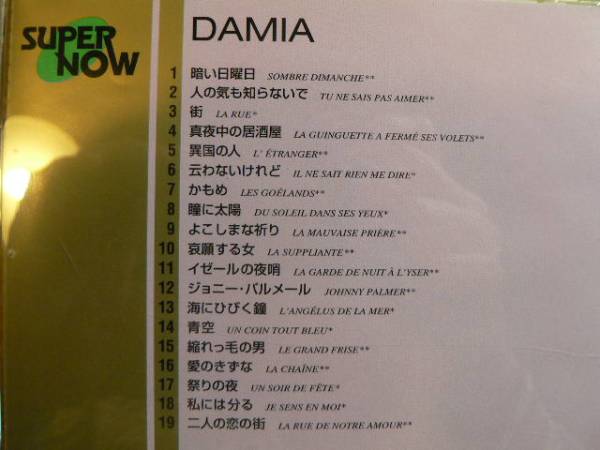 SUPER NOW
DAMIA
1 暗い日曜日 SOMBRE DIMANCHE**
2 人の気も知らないで TU NE SAIS PAS AIMER**
3 街 LA RUE*
4 真夜中の居酒屋 LA GUINGUETTE A FERMÉ SES VOLETS**
5 異国の人 L' ÉTRANGER**
6 云わないけれど IL NE SAIT RIEN ME DIRE*
7 かもめ LES GOÉLANDS*
8 瞳に太陽 DU SOLEIL DANS SES YEUX*
9 よこしまな祈り LA MAUVAISE PRIÈRE**
10 哀願する女 LA SUPPLIANTE**
11 イゼールの夜哨 LA GARDE DE NUIT À L'YSER**
12 ジョニー・パルメール JOHNNY PALMER**
13 海にひびく鐘 L'ANGÉLUS DE LA MER*
14 青空 UN COIN TOUT BLEU*
15 縮れっ毛の男 LE GRAND FRISE**
16 愛のきずな LA CHAÎNE**
17 祭りの夜 UN SOIR DE FÊTE*
18 私には分る JE SENS EN MOI*
19 二人の恋の街 LA RUE DE NOTRE AMOUR**